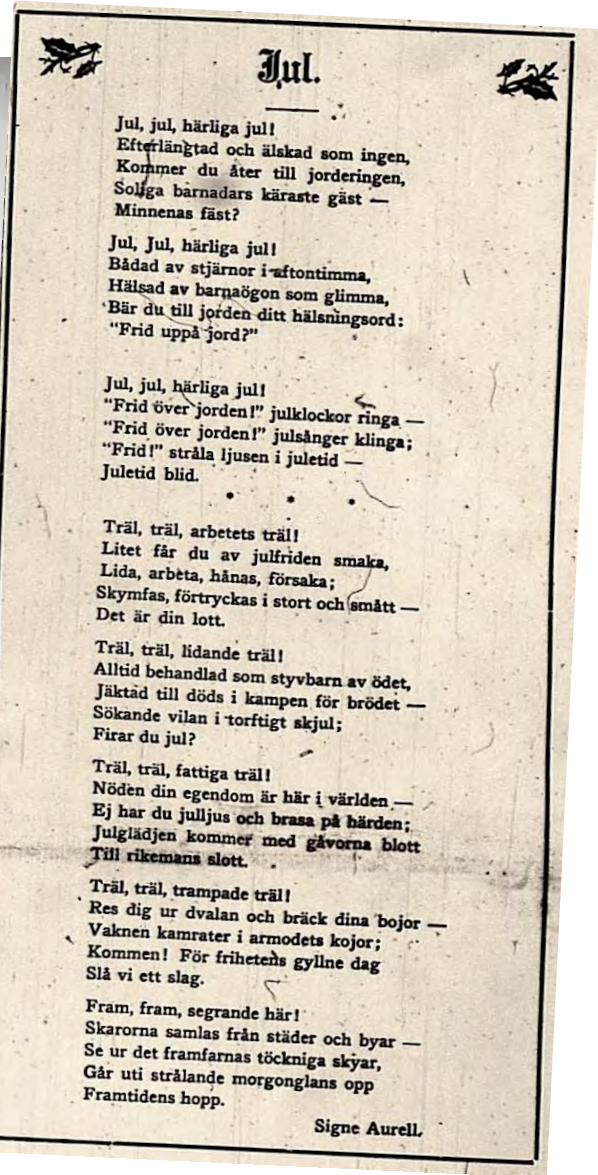 Jul.
Jul, jul, härliga jul!
Efterlängtad och älskad som ingen,
Kommer du åter till jorderingen,
Soliga barnadars käraste gäst —
Minnenas fäst?
Jul, Jul, härliga jul!
Bådad av stjärnor i aftontimma,
Hälsad av barnaögon som glimma,
Bär du till jorden ditt hälsningsord:
"Frid uppå jord?"
Jul, jul, härliga jul!
"Frid över jorden!" julklockor ringa —
"Frid över jorden!" julsånger klinga;
"Frid!" stråla ljusen i juletid —
Juletid blid.
* * *
Träl, träl, arbetets träl!
Litet får du av julfriden smaka,
Lida, arbeta, hånas, försaka;
Skymfas, förtryckas i stort och smått —
Det är din lott.
Träl, träl, lidande träl!
Alltid behandlad som styvbarn av ödet,
Jäktad till döds i kampen för brödet —
Sökande vilan i torftigt skjul;
Firar du jul?
Träl, träl, fattiga träl!
Nöden din egendom är här i världen —
Ej har du julljus och brasa på härden;
Julglädjen kommer med gåvorna blott
Till rikemans slott.
Träl, träl, trampade träl!
Res dig ur dvalan och bräck dina bojor —
Vaknen kamrater i armodets kojor;
Kommen! För frihetens gyllne dag
Slå vi ett slag.
Fram, fram, segrande här!
Skarorna samlas från städer och byar —
Se ur det framfarnas töckniga skyar,
Går uti strålande morgonglans opp
Framtidens hopp.
Signe Aurell.